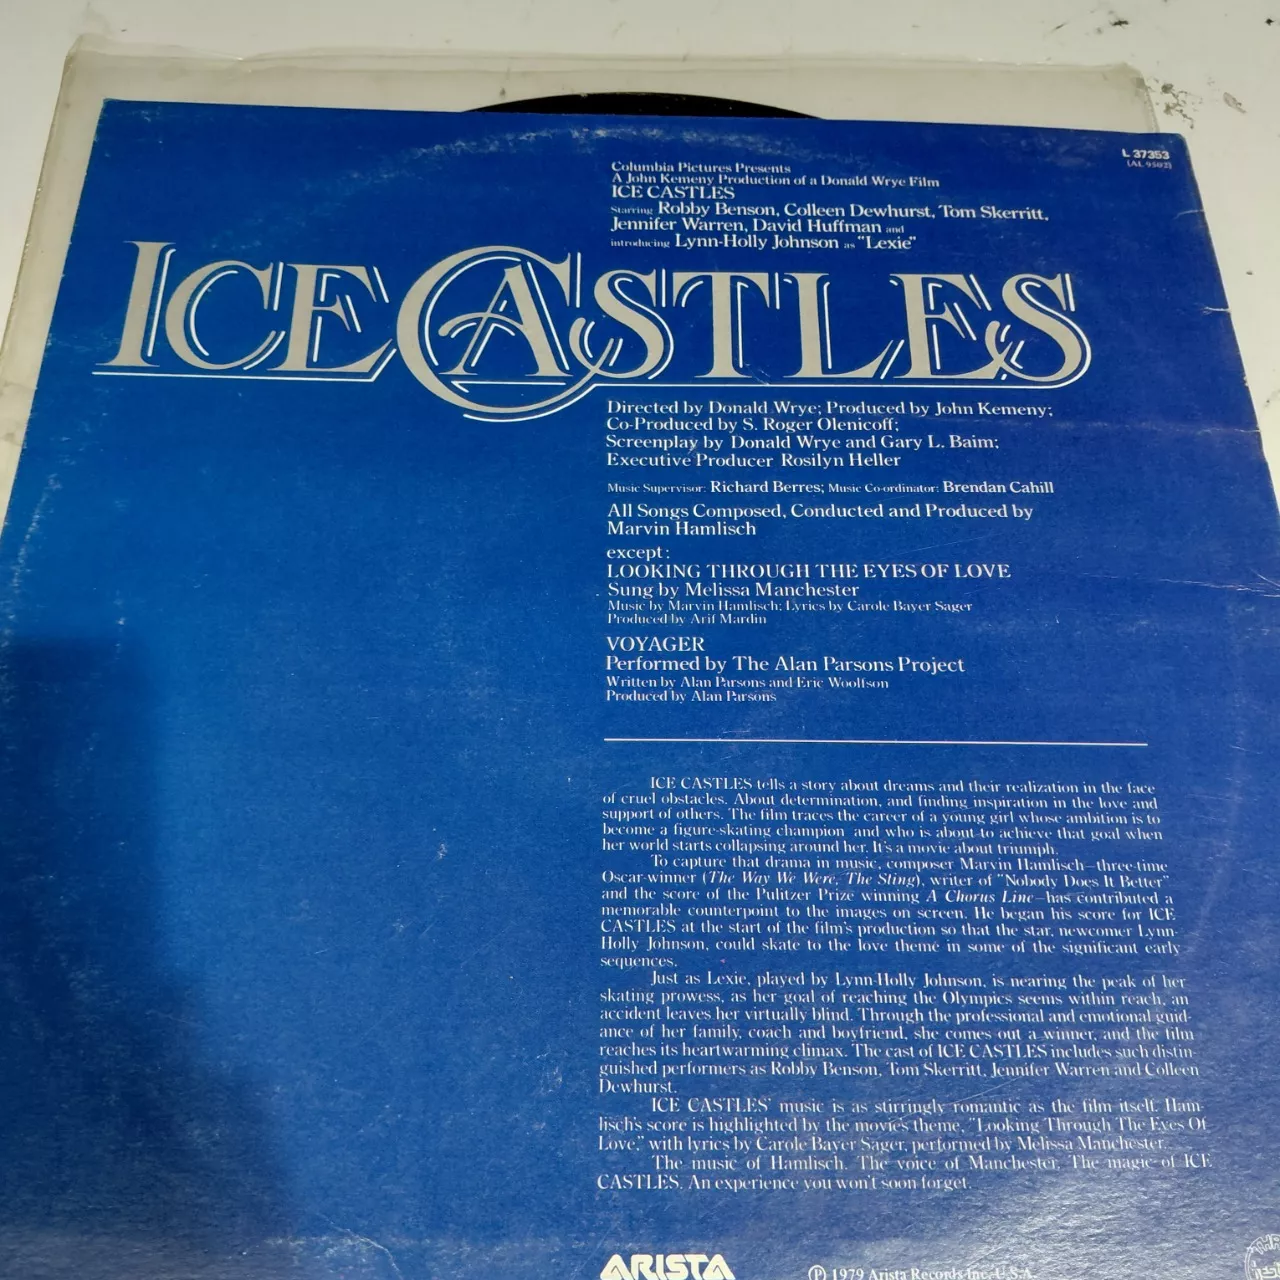 L 37353
(AL 9502)
Columbia Pictures Presents
A John Kemeny Production of a Donald Wrye Film
ICE CASTLES
Starring Robby Benson, Colleen Dewhurst, Tom Skerritt,
Jennifer Warren, David Huffman and
introducing Lynn-Holly Johnson as "Lexie"
ICE CASTLES
Directed by Donald Wrye; Produced by John Kemeny;
Co-Produced by S. Roger Olenicoff;
Screenplay by Donald Wrye and Gary L. Baim;
Executive Producer Rosilyn Heller
Music Supervisor: Richard Berres; Music Co-ordinator: Brendan Cahill
All Songs Composed, Conducted and Produced by
Marvin Hamlisch
except:
LOOKING THROUGH THE EYES OF LOVE
Sung by Melissa Manchester
Music by Marvin Hamlisch; Lyrics by Carole Bayer Sager
Produced by Arif Mardin
VOYAGER
Performed by The Alan Parsons Project
Written by Alan Parsons and Eric Woolfson
Produced by Alan Parsons
ICE CASTLES tells a story about dreams and their realization in the face
of cruel obstacles. About determination, and finding inspiration in the love and
support of others. The film traces the career of a young girl whose ambition is to
become a figure-skating champion and who is about to achieve that goal when
her world starts collapsing around her. It's a movie about triumph.
To capture that drama in music, composer Marvin Hamlisch—three-time
Oscar-winner (The Way We Were, The Sting), writer of "Nobody Does It Better"
and the score of the Pulitzer Prize winning A Chorus Line—has contributed a
memorable counterpoint to the images on screen. He began his score for ICE
CASTLES at the start of the film's production so that the star, newcomer Lynn-
Holly Johnson, could skate to the love theme in some of the significant early
sequences.
Just as Lexie, played by Lynn-Holly Johnson, is nearing the peak of her
skating prowess, as her goal of reaching the Olympics seems within reach, an
accident leaves her virtually blind. Through the professional and emotional guid-
ance of her family, coach and boyfriend, she comes out a winner, and the film
reaches its heartwarming climax. The cast of ICE CASTLES includes such distin-
guished performers as Robby Benson, Tom Skerritt, Jennifer Warren and Colleen
Dewhurst.
ICE CASTLES' music is as stirringly romantic as the film itself. Ham-
lisch's score is highlighted by the movie's theme, "Looking Through The Eyes Of
Love," with lyrics by Carole Bayer Sager, performed by Melissa Manchester.
The music of Hamlisch. The voice of Manchester. The magic of ICE
CASTLES. An experience you won't soon forget.
ARISTA
Ⓟ 1979 Arista Records Inc. U.S.A.